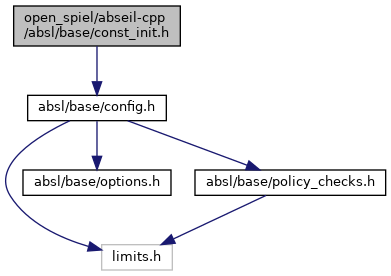 open_spiel/abseil-cpp
/absl/base/const_init.h
absl/base/config.h
absl/base/options.h
absl/base/policy_checks.h
limits.h